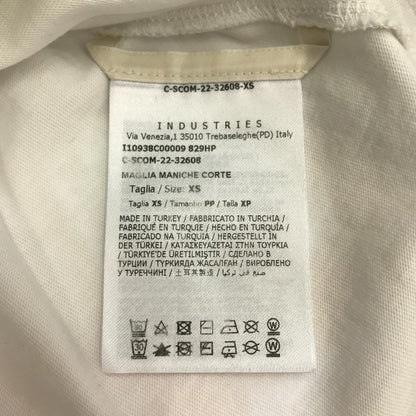 C-SCOM-22-32608-XS
INDUSTRIES
Via Venezia,1 35010 Trebaseleghe(PD) Italy
I10938C00009 829HP
C-SCOM-22-32608
MAGLIA MANICHE CORTE
Taglia / Size: XS
Taglia XS / Tamanho PP / Talla XP
MADE IN TURKEY / FABBRICATO IN TURCHIA /
FABRIQUÉ EN TURQUIE / HECHO EN TURQUÍA /
FABRICADO NA TURQUIA / HERGESTELLT IN
DER TÜRKEI / ΚΑΤΑΣΚΕΥΑΖΕΤΑΙ ΣΤΗΝ ΤΟΥΡΚΙΑ
/ TÜRKİYE'DE ÜRETİLMİŞTİR / СДЕЛАНО В
ТУРЦИИ / ТҮРКИЯДА ЖАСАЛҒАН / ВИРОБЛЕНО
У ТУРЕЧЧИНІ / 土耳其製造 / صنع في تركيا